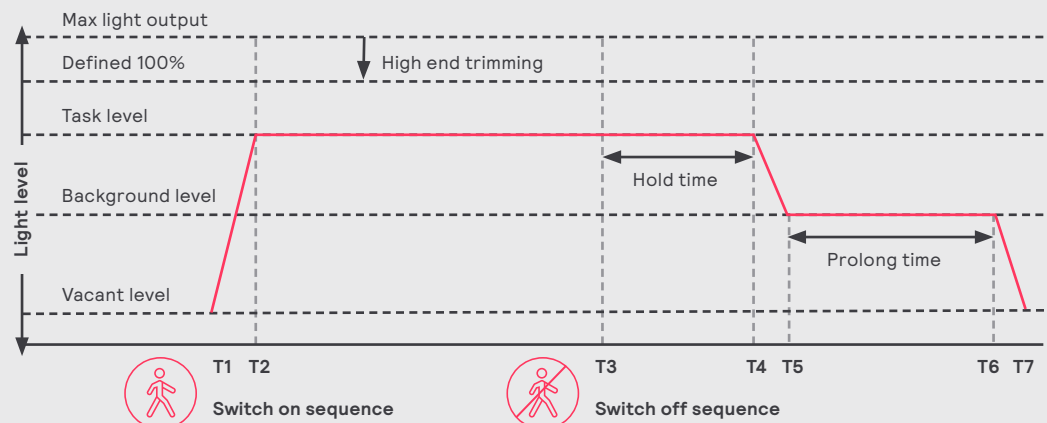 Max light output
Defined 100%
High end trimming
Task level
Hold time
Background level
Prolong time
Vacant level
Light level
T1 T2 T3 T4 T5 T6 T7
Switch on sequence
Switch off sequence